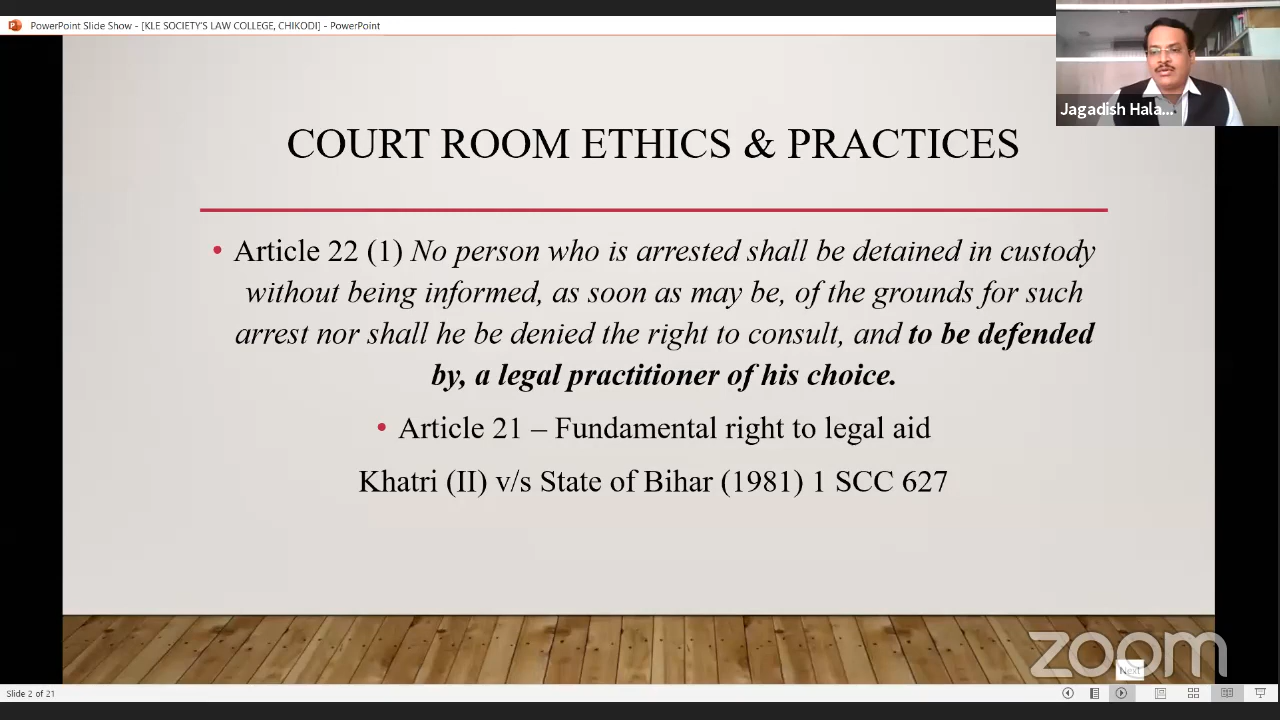 PowerPoint Slide Show - [KLE SOCIETY'S LAW COLLEGE, CHIKODI] - PowerPoint
Jagadish Hala...
COURT ROOM ETHICS & PRACTICES
• Article 22 (1) No person who is arrested shall be detained in custody
without being informed, as soon as may be, of the grounds for such
arrest nor shall he be denied the right to consult, and to be defended
by, a legal practitioner of his choice.
• Article 21 – Fundamental right to legal aid
Khatri (II) v/s State of Bihar (1981) 1 SCC 627
zoom
Next
Slide 2 of 21